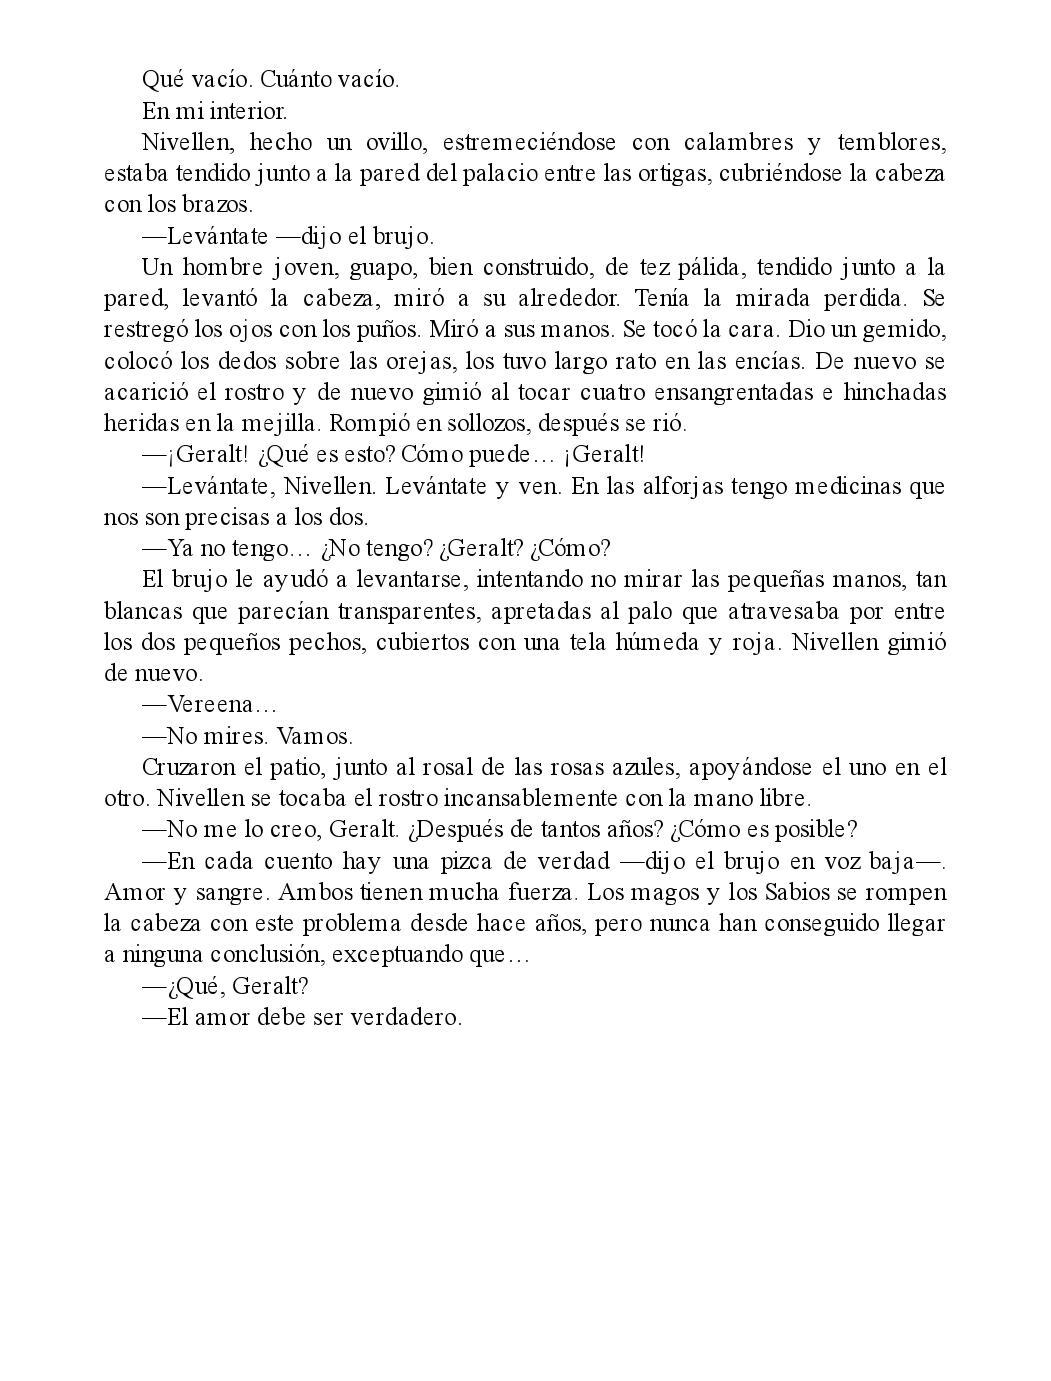 Qué vacío. Cuánto vacío.
En mi interior.
Nivellen, hecho un ovillo, estremeciéndose con calambres y temblores,
estaba tendido junto a la pared del palacio entre las ortigas, cubriéndose la cabeza
con los brazos.
—Levántate —dijo el brujo.
Un hombre joven, guapo, bien construido, de tez pálida, tendido junto a la
pared, levantó la cabeza, miró a su alrededor. Tenía la mirada perdida. Se
restregó los ojos con los puños. Miró a sus manos. Se tocó la cara. Dio un gemido,
colocó los dedos sobre las orejas, los tuvo largo rato en las encías. De nuevo se
acarició el rostro y de nuevo gimió al tocar cuatro ensangrentadas e hinchadas
heridas en la mejilla. Rompió en sollozos, después se rió.
—¡Geralt! ¿Qué es esto? Cómo puede… ¡Geralt!
—Levántate, Nivellen. Levántate y ven. En las alforjas tengo medicinas que
nos son precisas a los dos.
—Ya no tengo… ¿No tengo? ¿Geralt? ¿Cómo?
El brujo le ayudó a levantarse, intentando no mirar las pequeñas manos, tan
blancas que parecían transparentes, apretadas al palo que atravesaba por entre
los dos pequeños pechos, cubiertos con una tela húmeda y roja. Nivellen gimió
de nuevo.
—Vereena…
—No mires. Vamos.
Cruzaron el patio, junto al rosal de las rosas azules, apoyándose el uno en el
otro. Nivellen se tocaba el rostro incansablemente con la mano libre.
—No me lo creo, Geralt. ¿Después de tantos años? ¿Cómo es posible?
—En cada cuento hay una pizca de verdad —dijo el brujo en voz baja—.
Amor y sangre. Ambos tienen mucha fuerza. Los magos y los Sabios se rompen
la cabeza con este problema desde hace años, pero nunca han conseguido llegar
a ninguna conclusión, exceptuando que…
—¿Qué, Geralt?
—El amor debe ser verdadero.